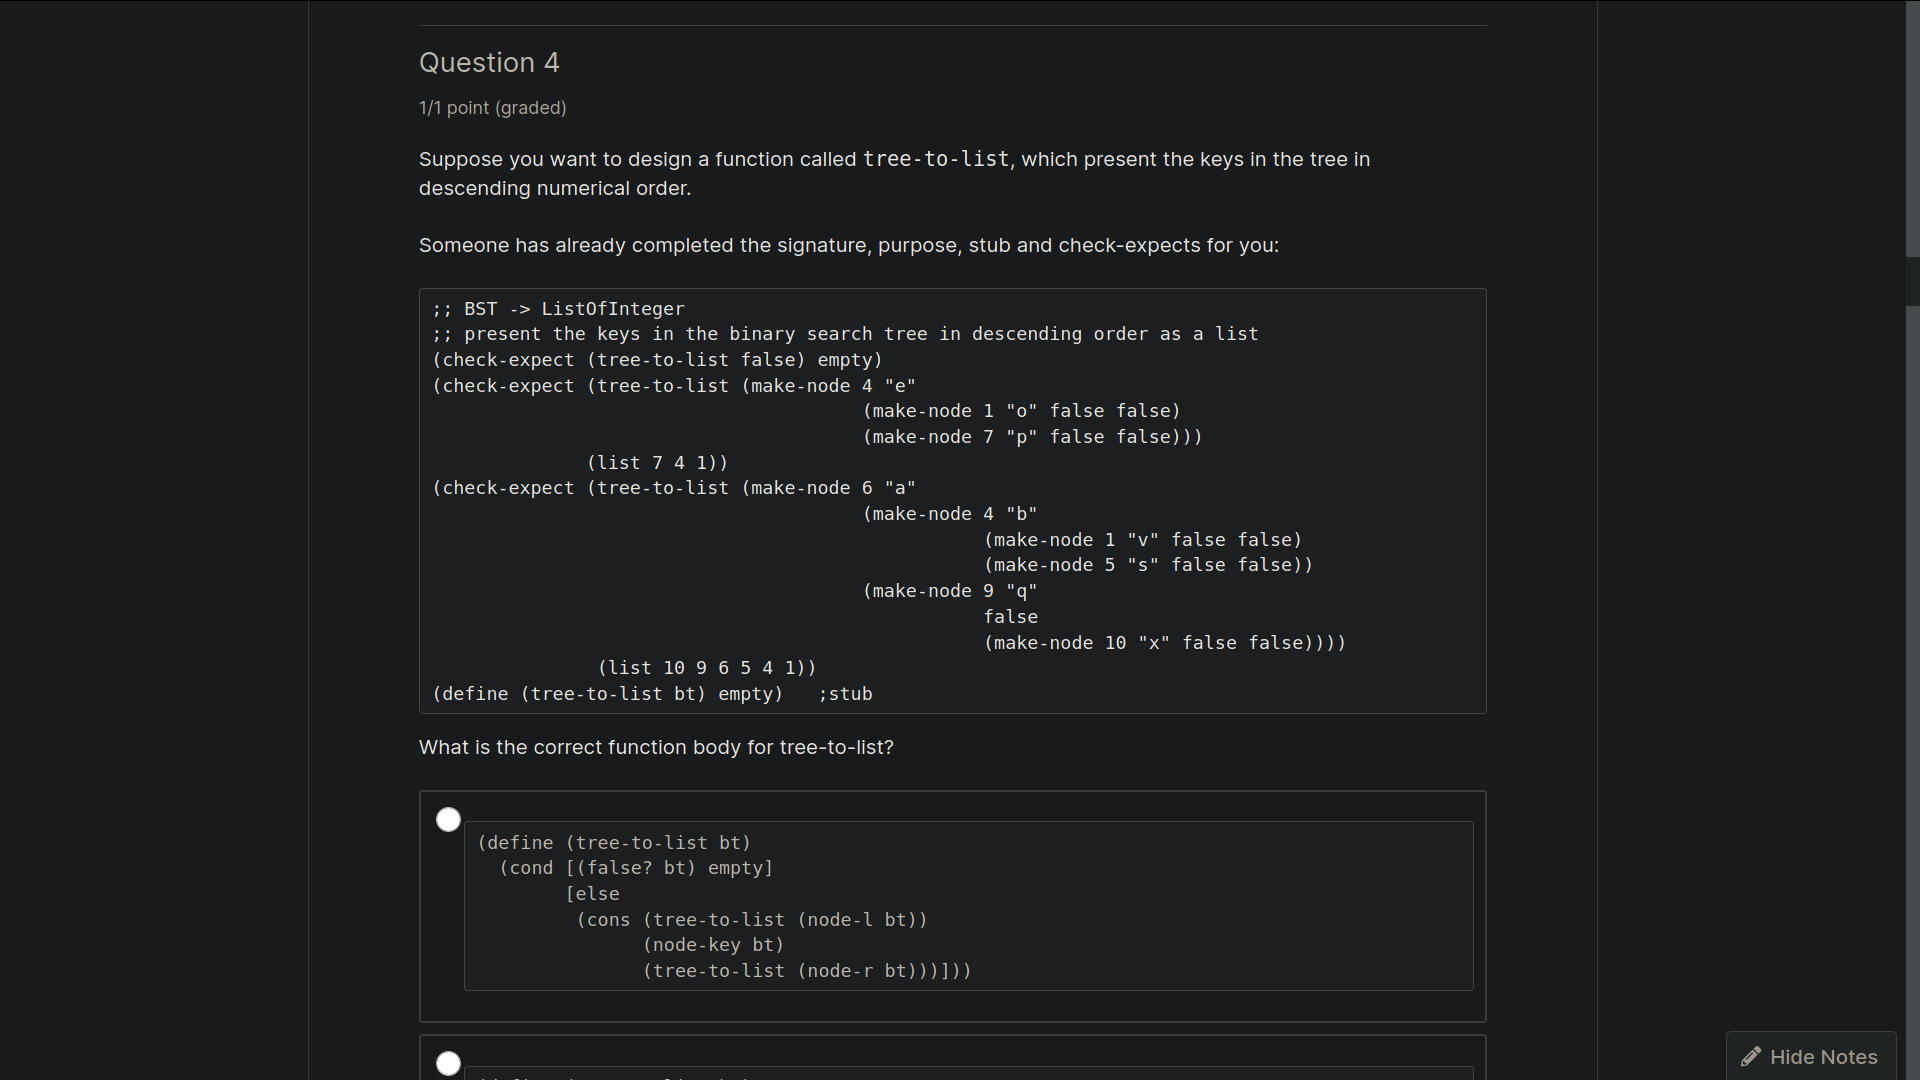 Question 4
1/1 point (graded)
Suppose you want to design a function called tree-to-list, which present the keys in the tree in
descending numerical order.
Someone has already completed the signature, purpose, stub and check-expects for you:
;; BST -> ListOfInteger
;; present the keys in the binary search tree in descending order as a list
(check-expect (tree-to-list false) empty)
(check-expect (tree-to-list (make-node 4 "e"
                                       (make-node 1 "o" false false)
                                       (make-node 7 "p" false false)))
              (list 7 4 1))
(check-expect (tree-to-list (make-node 6 "a"
                                       (make-node 4 "b"
                                                  (make-node 1 "v" false false)
                                                  (make-node 5 "s" false false))
                                       (make-node 9 "q"
                                                  false
                                                  (make-node 10 "x" false false))))
               (list 10 9 6 5 4 1))
(define (tree-to-list bt) empty)   ;stub
What is the correct function body for tree-to-list?
(define (tree-to-list bt)
  (cond [(false? bt) empty]
        [else
         (cons (tree-to-list (node-l bt))
               (node-key bt)
               (tree-to-list (node-r bt)))]))
Hide Notes